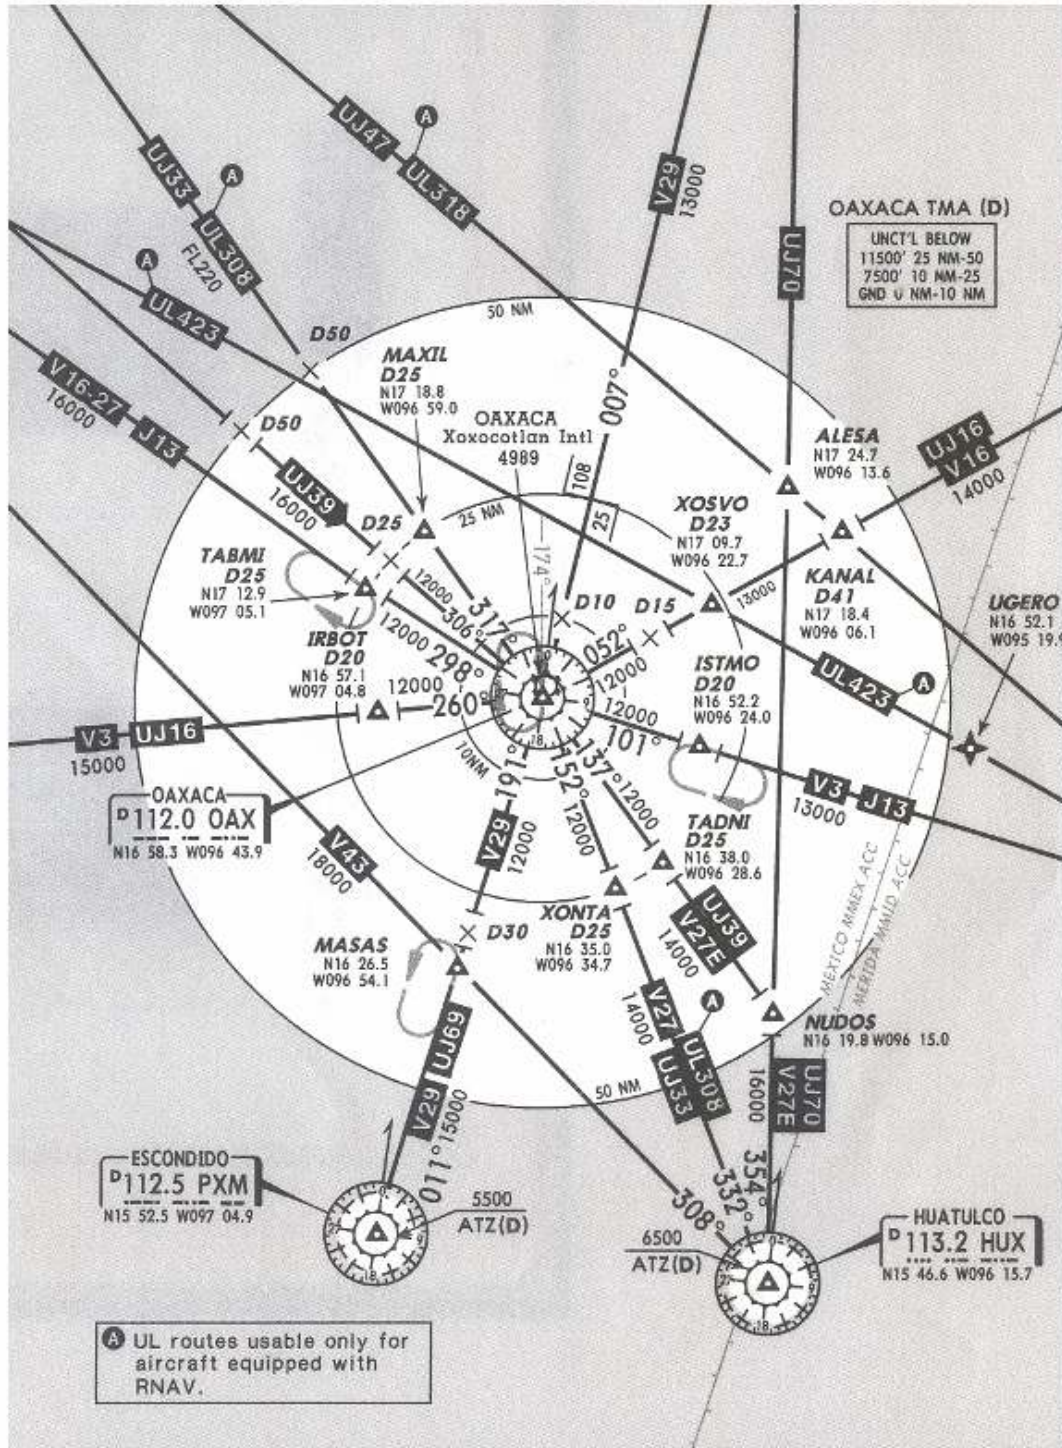 UJ47
A
UL318
UJ33
A
UL308
FL220
V29
13000
UJ70
OAXACA TMA (D)
UNCT'L BELOW
11500' 25 NM-50
7500' 10 NM-25
GND 0 NM-10 NM
A
UL423
50 NM
D50
MAXIL
D25
N17 18.8
W096 59.0
V16-27
16000
J13
D50
OAXACA
Xoxocotlan Intl
4989
007°
108
25
ALESA
N17 24.7
W096 13.6
UJ16
V16
14000
UJ39
16000
D25
25 NM
174°
XOSVO
D23
N17 09.7
W096 22.7
TABMI
D25
N17 12.9
W097 05.1
12000
306°
317°
D10
D15
13000
KANAL
D41
N17 18.4
W096 06.1
UGERO
N16 52.1
W095 19.9
IRBOT
D20
N16 57.1
W097 04.8
12000
298°
052°
12000
ISTMO
D20
N16 52.2
W096 24.0
UL423
A
12000
260°
12000
101°
V3
UJ16
15000
10NM
191°
152°
137°
V3
J13
13000
OAXACA
D 112.0 OAX
N16 58.3 W096 43.9
V29
12000
12000
12000
TADNI
D25
N16 38.0
W096 28.6
V43
18000
XONTA
D25
N16 35.0
W096 34.7
UJ39
V27E
14000
MEXICO MMEX ACC
MERIDA MMID ACC
MASAS
N16 26.5
W096 54.1
D30
A
NUDOS
N16 19.8 W096 15.0
V27
UJ33
UL308
14000
V29
UJ69
15000
50 NM
16000
UJ70
V27E
ESCONDIDO
D 112.5 PXM
N15 52.5 W097 04.9
011°
5500
ATZ(D)
308°
332°
354°
6500
ATZ(D)
HUATULCO
D 113.2 HUX
N15 46.6 W096 15.7
A UL routes usable only for
aircraft equipped with
RNAV.